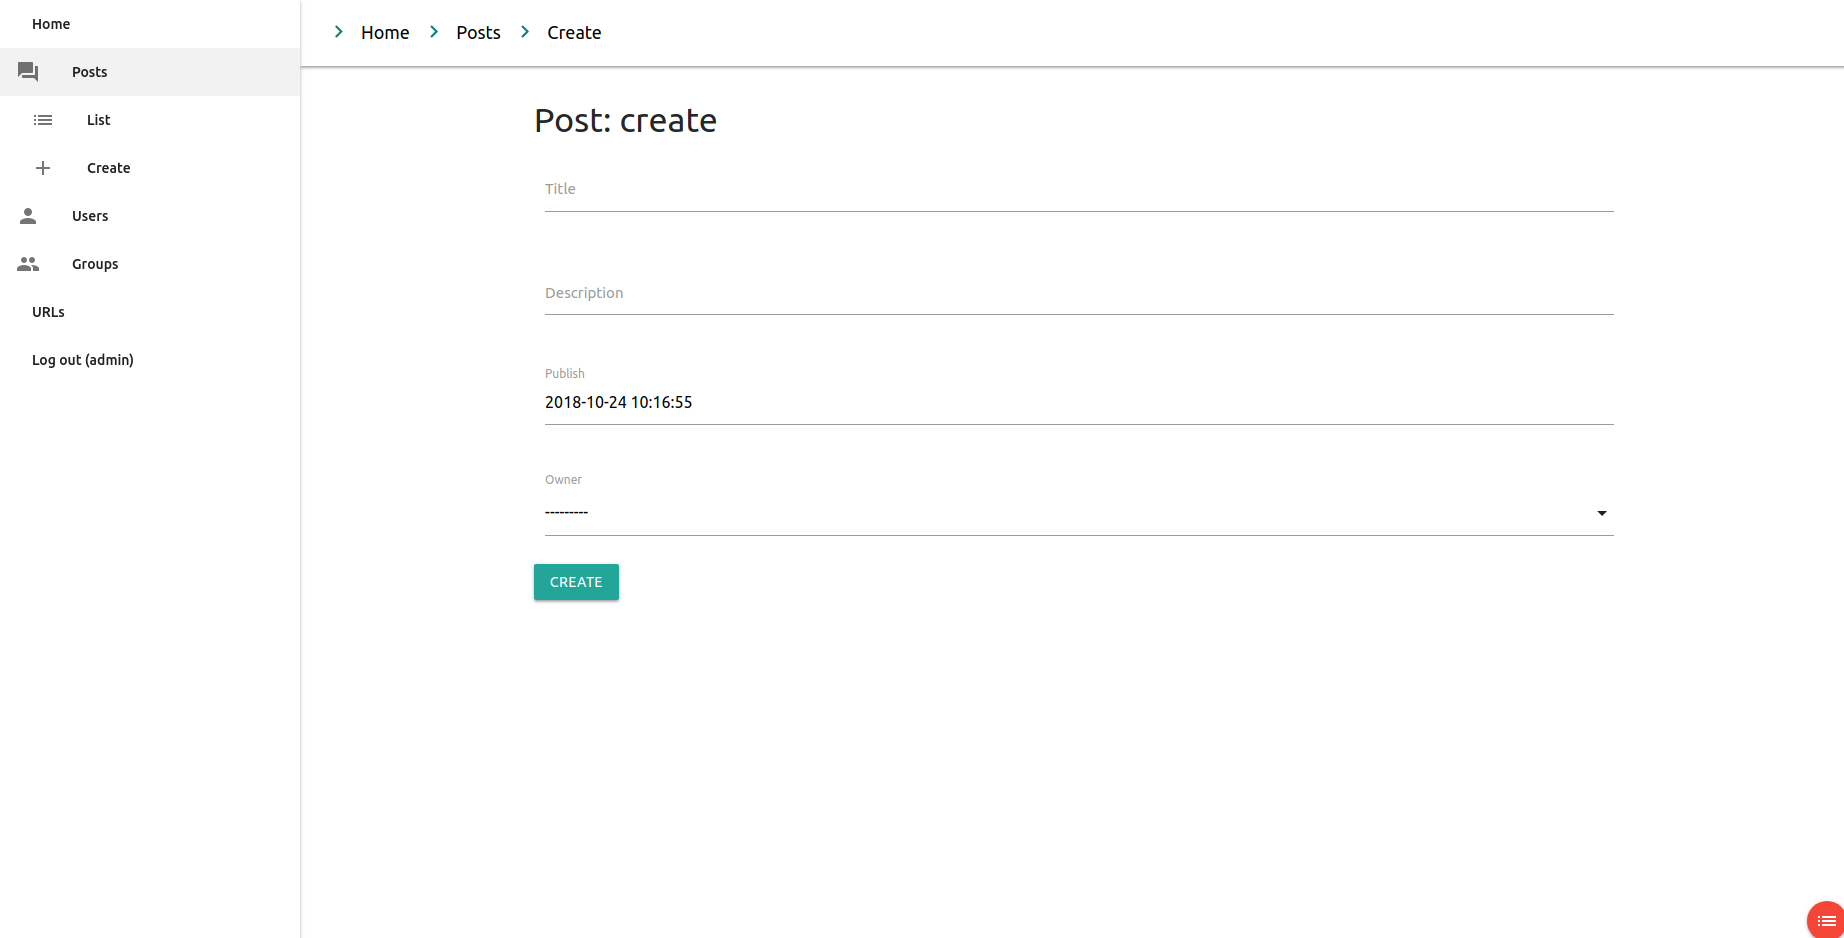 Home
Posts
List
Create
Users
Groups
URLs
Log out (admin)
Home Posts Create
Post: create
Title
Description
Publish
2018-10-24 10:16:55
Owner
---------
CREATE